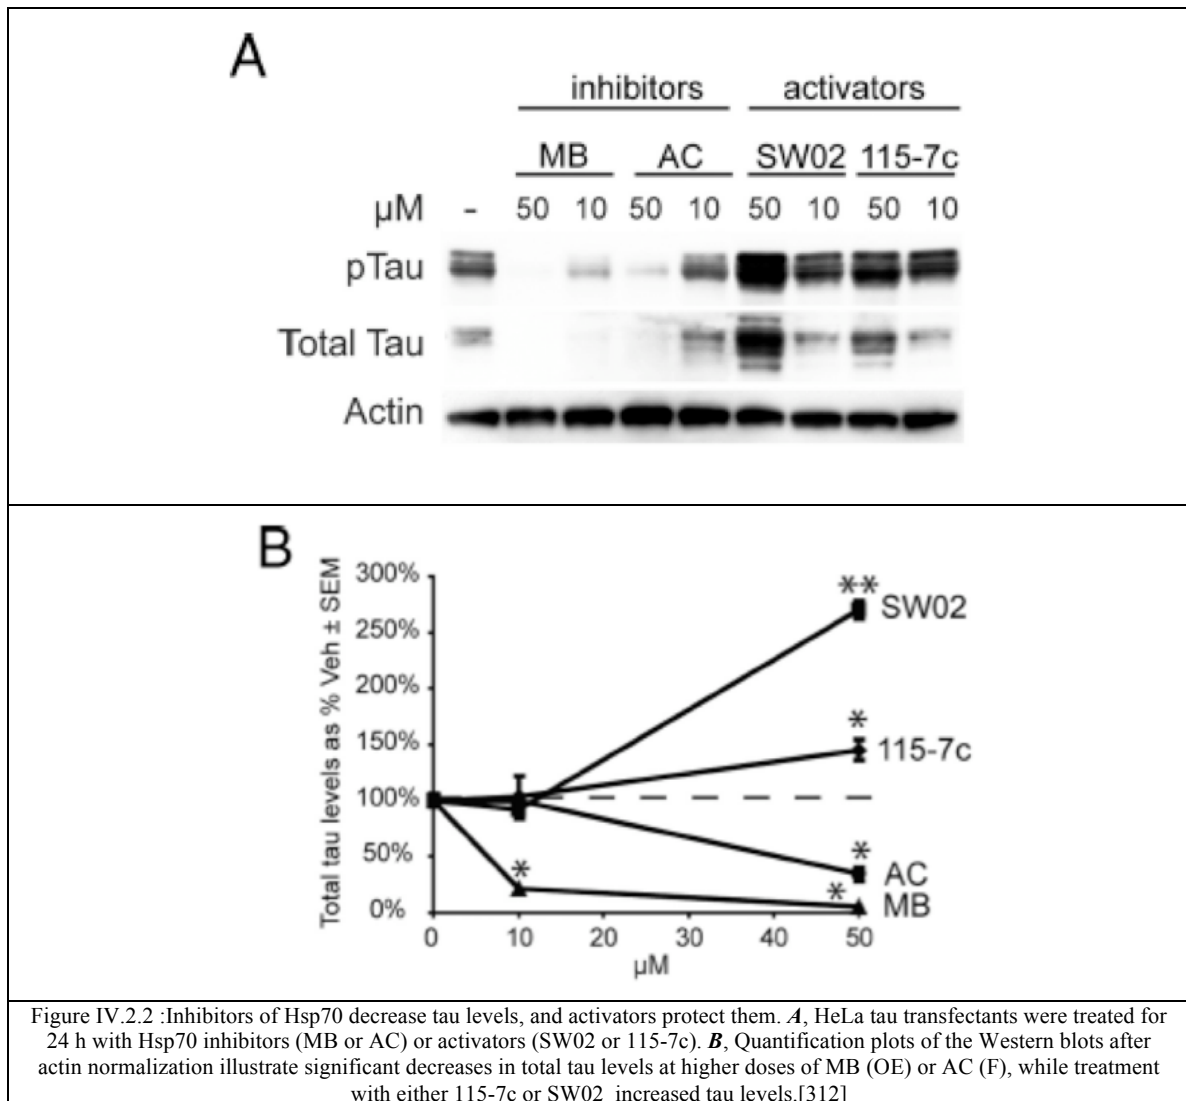 A
inhibitors activators
MB AC SW02 115-7c
µM - 50 10 50 10 50 10 50 10
pTau
Total Tau
Actin
B
Total tau levels as % Veh ± SEM
300%
250%
200%
150%
100%
50%
0%
** SW02
* 115-7c
* AC
* * MB
0 10 20 30 40 50
µM
Figure IV.2.2 :Inhibitors of Hsp70 decrease tau levels, and activators protect them. A, HeLa tau transfectants were treated for
24 h with Hsp70 inhibitors (MB or AC) or activators (SW02 or 115-7c). B, Quantification plots of the Western blots after
actin normalization illustrate significant decreases in total tau levels at higher doses of MB (OE) or AC (F), while treatment
with either 115-7c or SW02 increased tau levels.[312]